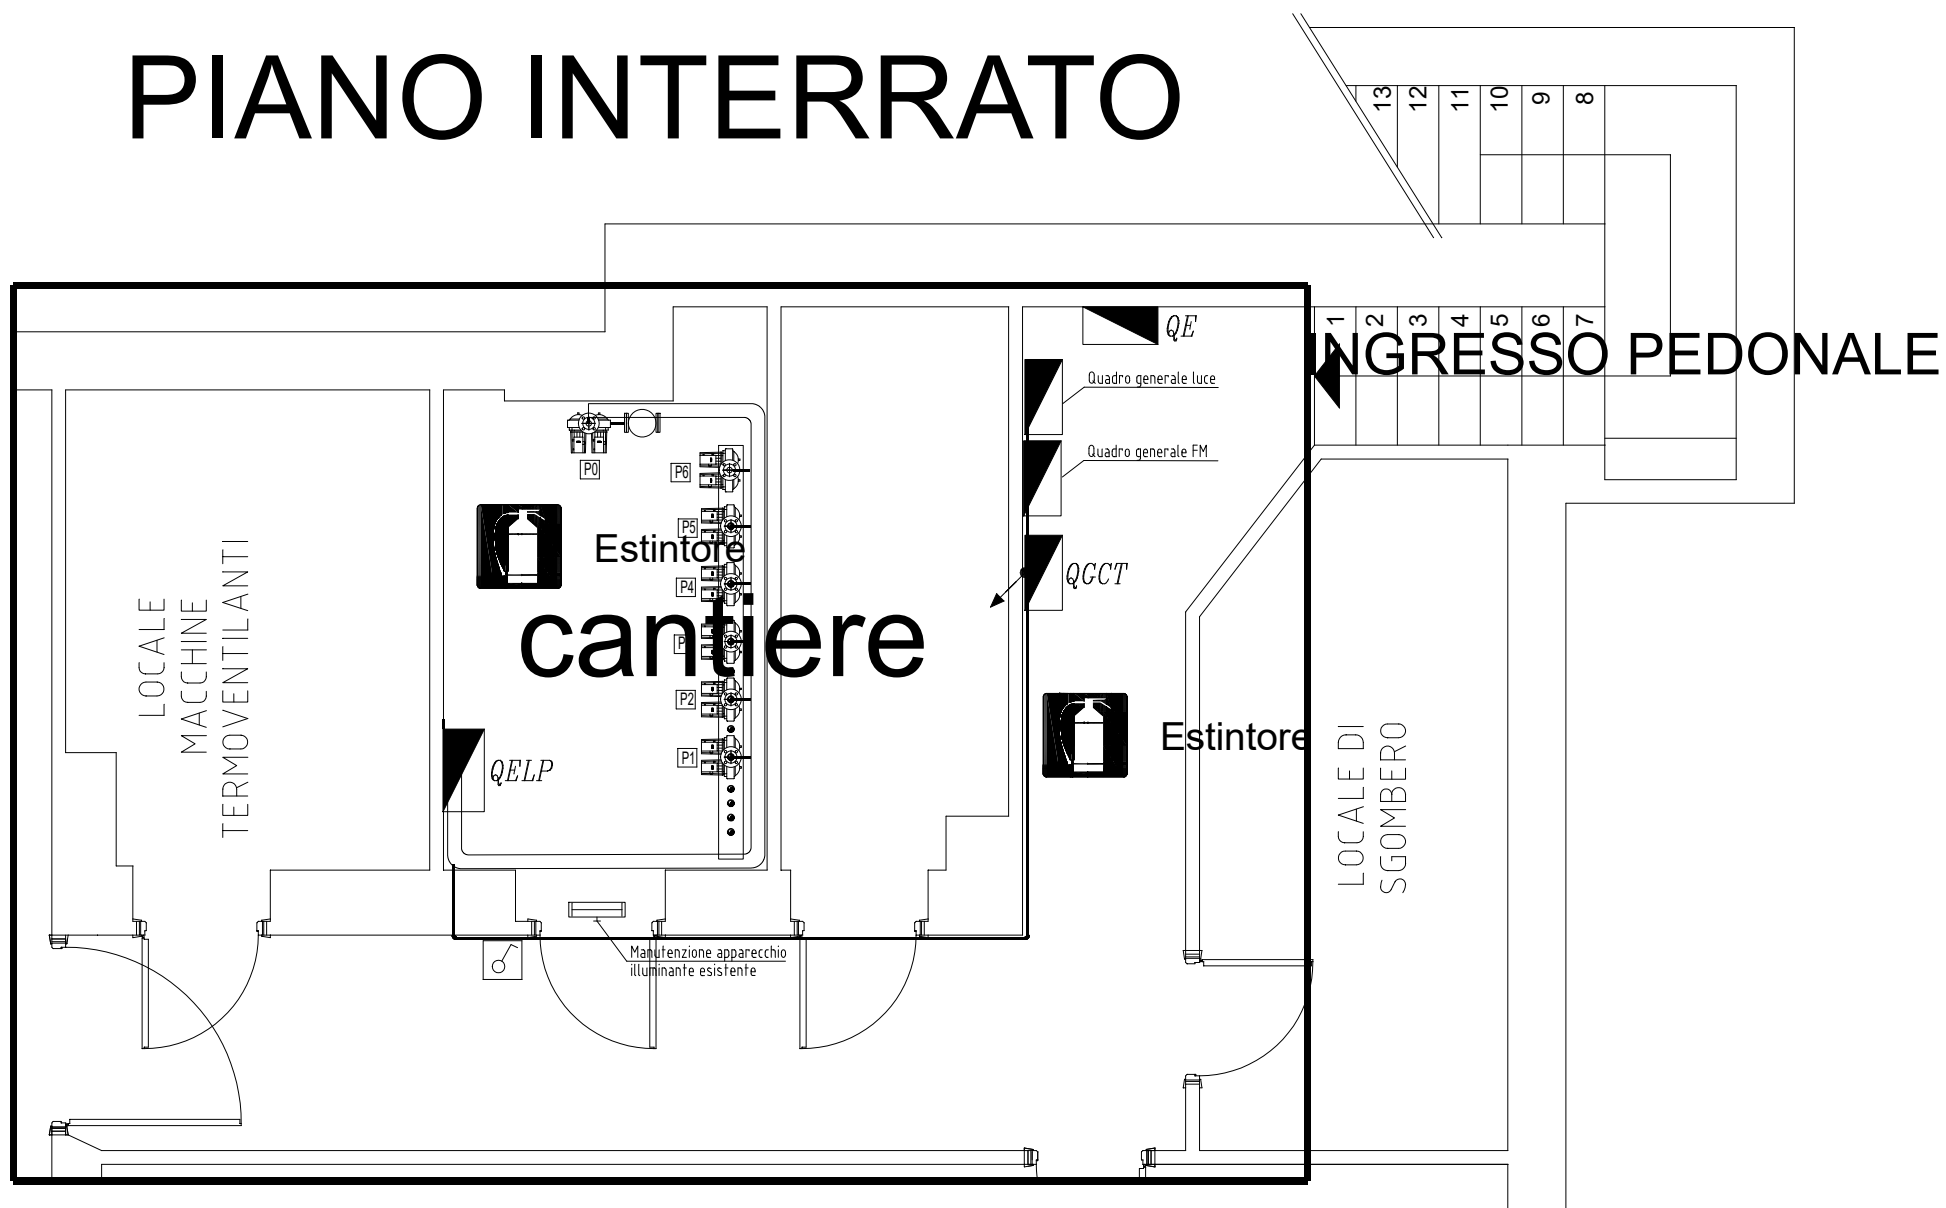 PIANO INTERRATO
13
12
11
10
9
8
1
2
3
4
5
6
7
INGRESSO PEDONALE
QE
Quadro generale luce
Quadro generale FM
QGCT
P0
P6
P5
Estintore
P4
cantiere
P2
P1
QELP
Estintore
LOCALE
MACCHINE
TERMOVENTILANTI
LOCALE DI
SGOMBERO
Manutenzione apparecchio
illuminante esistente